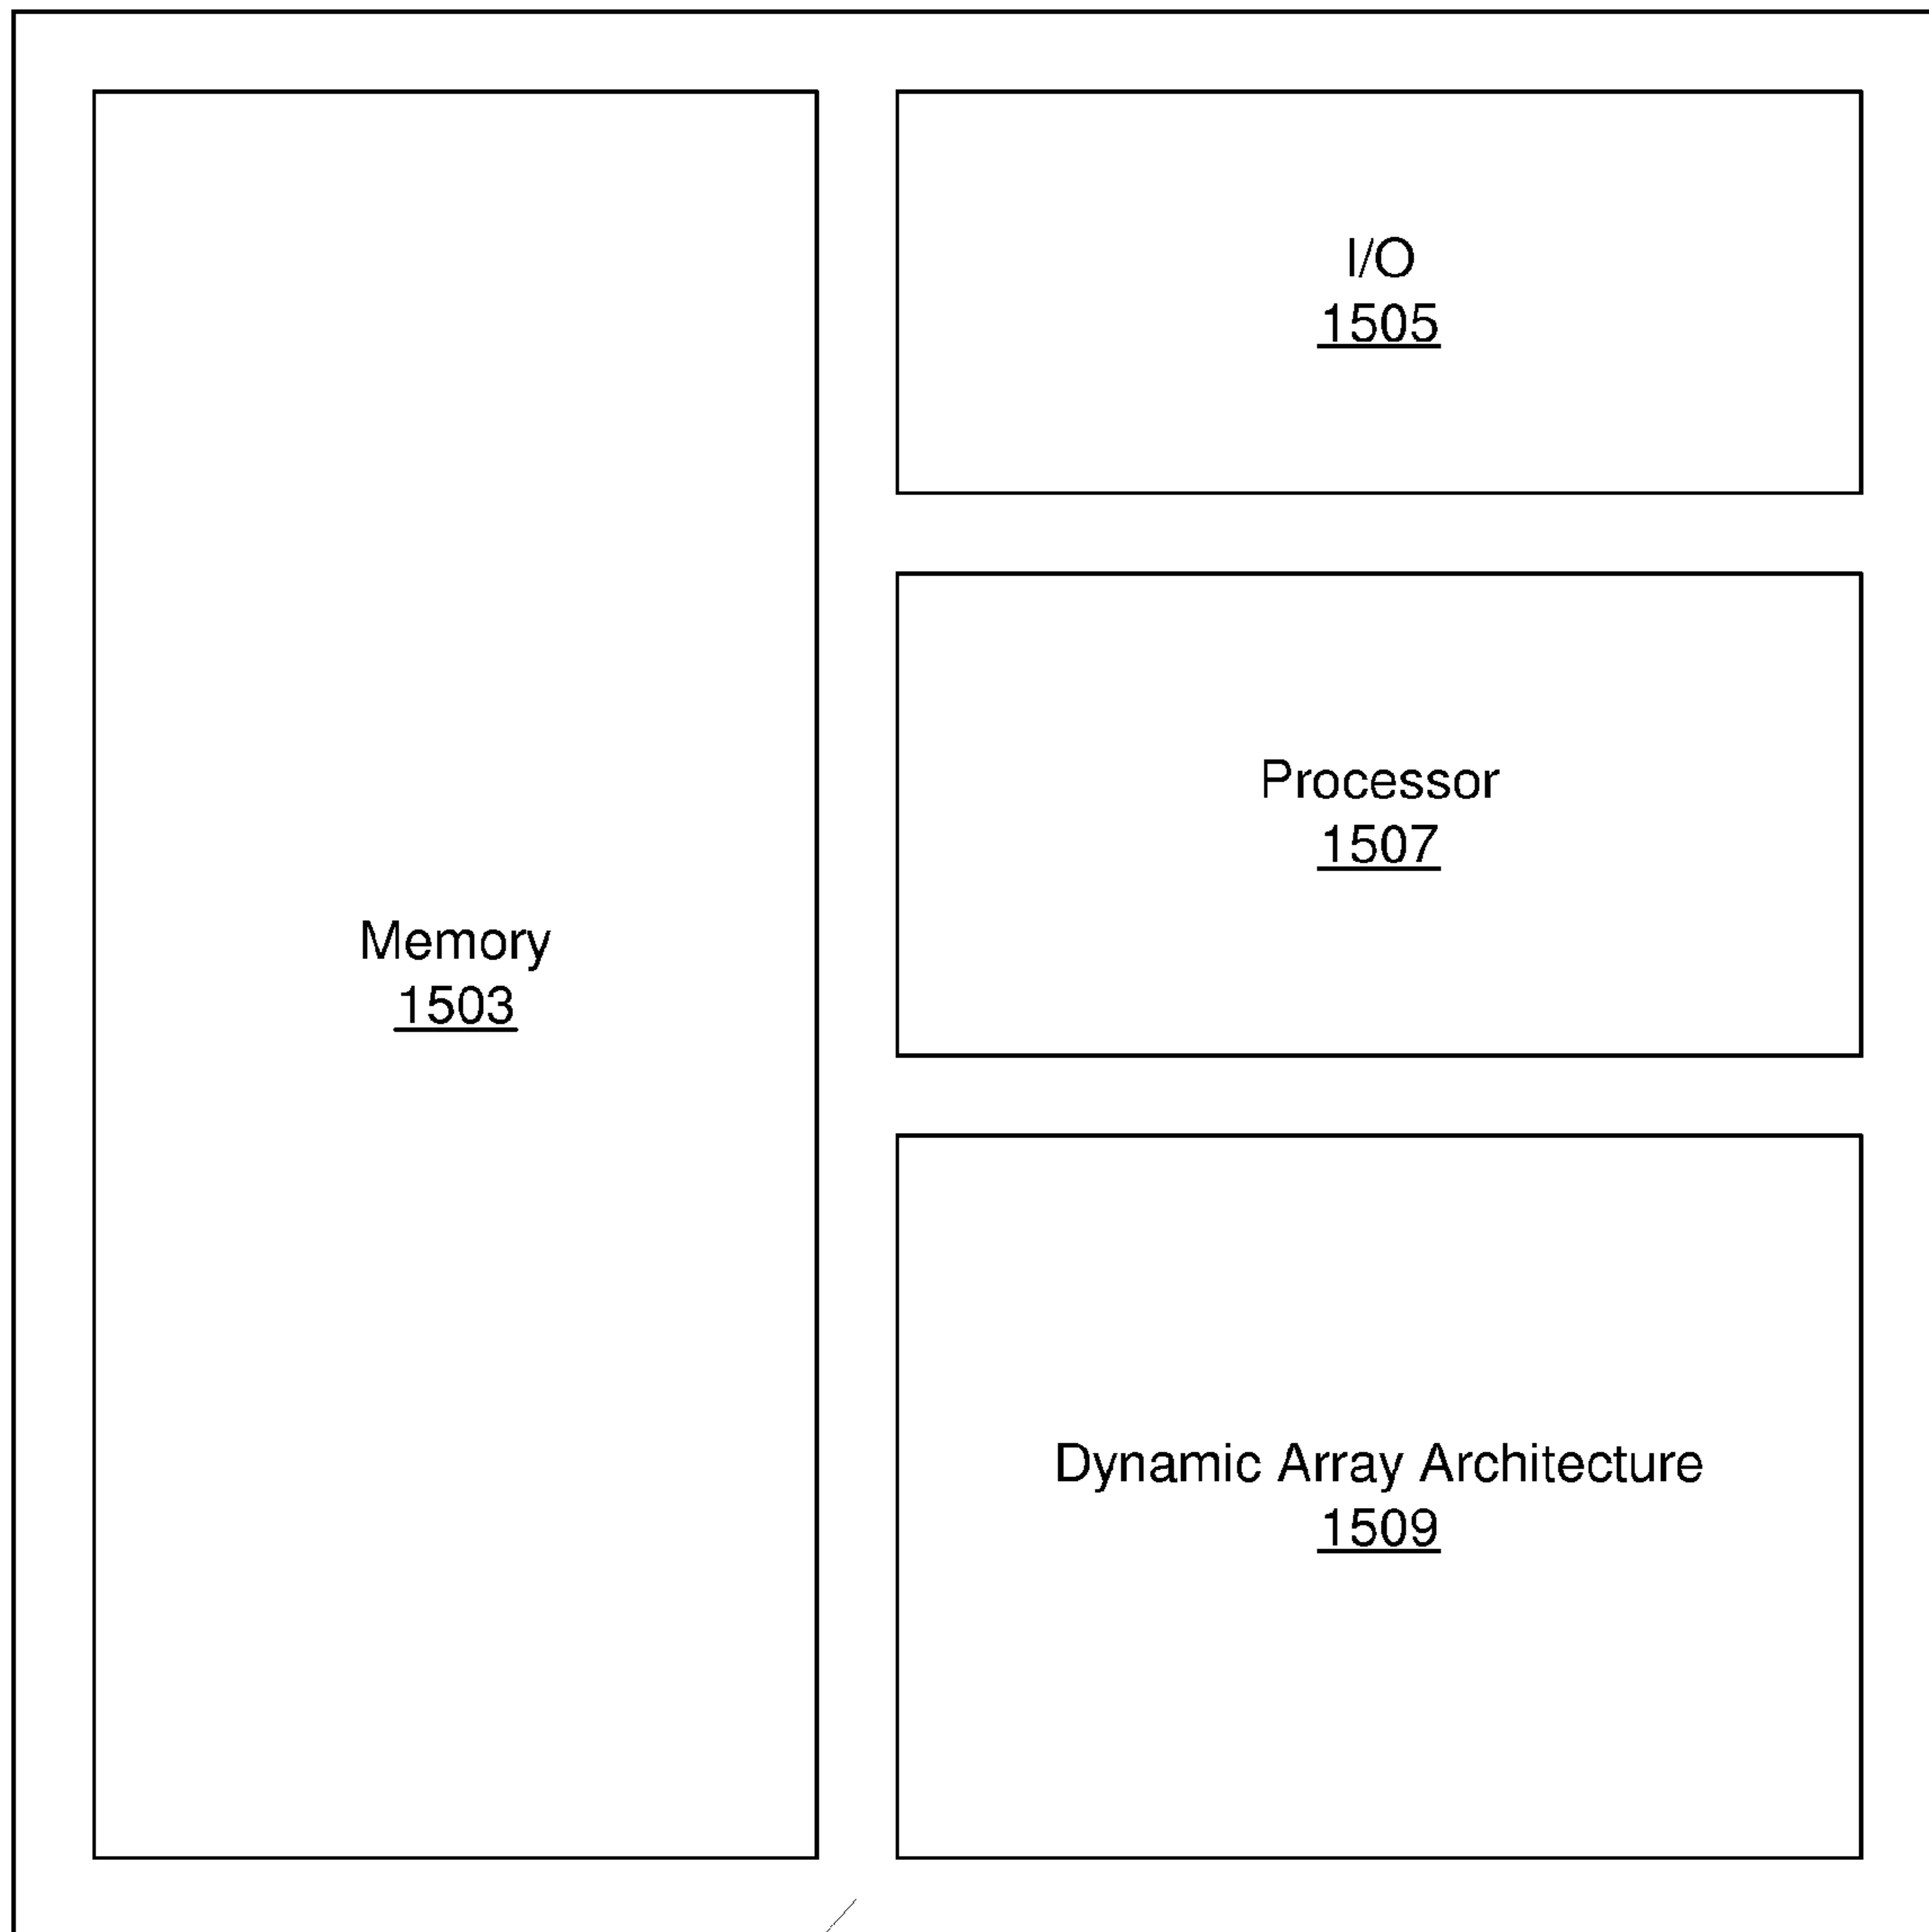 I/O
1505
Processor
1507
Memory
1503
Dynamic Array Architecture
1509